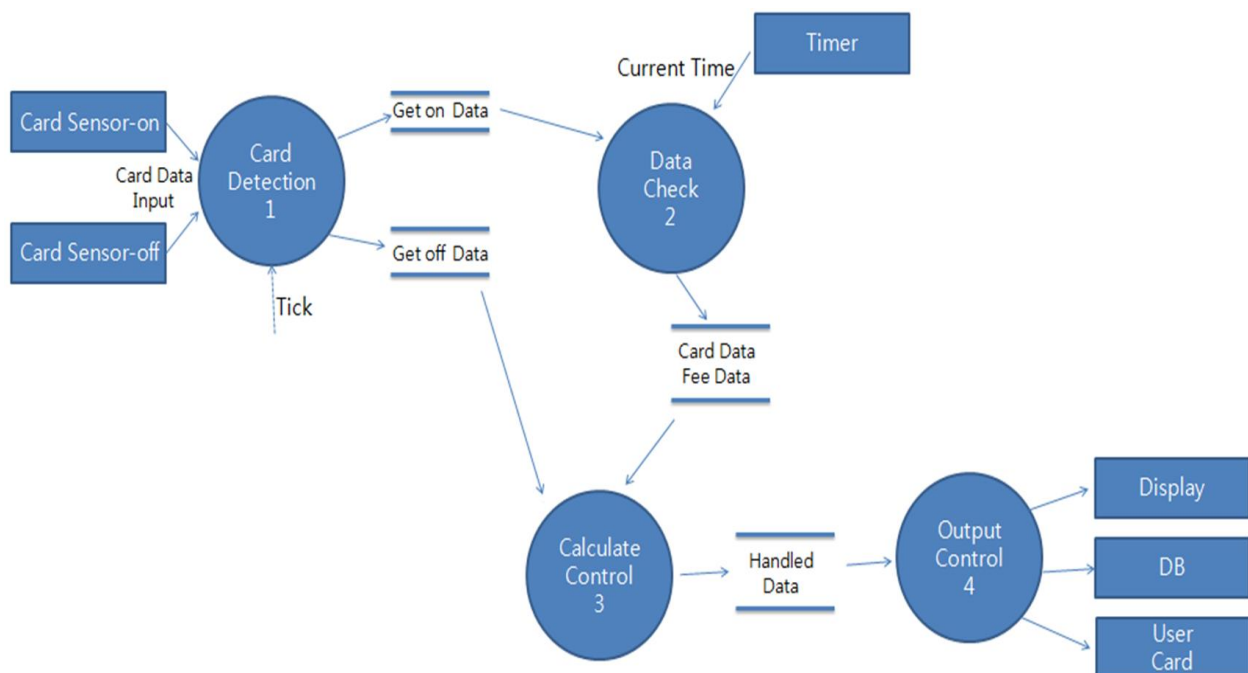 Timer
Current Time
Card Sensor-on
Get on Data
Card
Detection
1
Data
Check
2
Card Data
Input
Card Sensor-off
Get off Data
Tick
Card Data
Fee Data
Calculate
Control
3
Handled
Data
Output
Control
4
Display
DB
User
Card